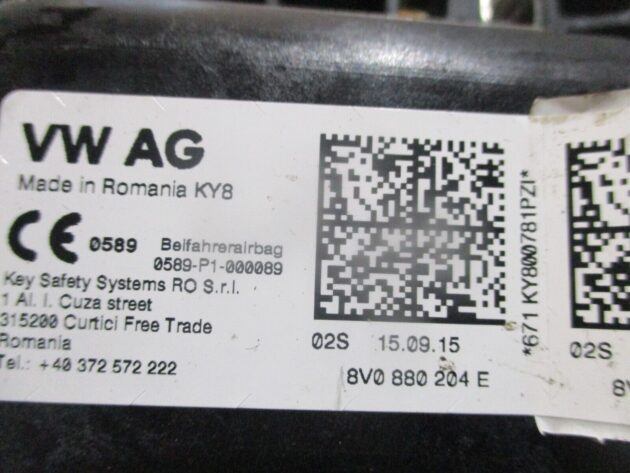 VW AG
Made in Romania KY8
CE 0589 Beifahrerairbag
0589-P1-000089
Key Safety Systems RO S.r.l.
1 Al. I. Cuza street
315200 Curtici Free Trade
Romania
Tel.: +40 372 572 222
02S 15.09.15
8V0 880 204 E
*671 KY800781PZI*
02S
8V